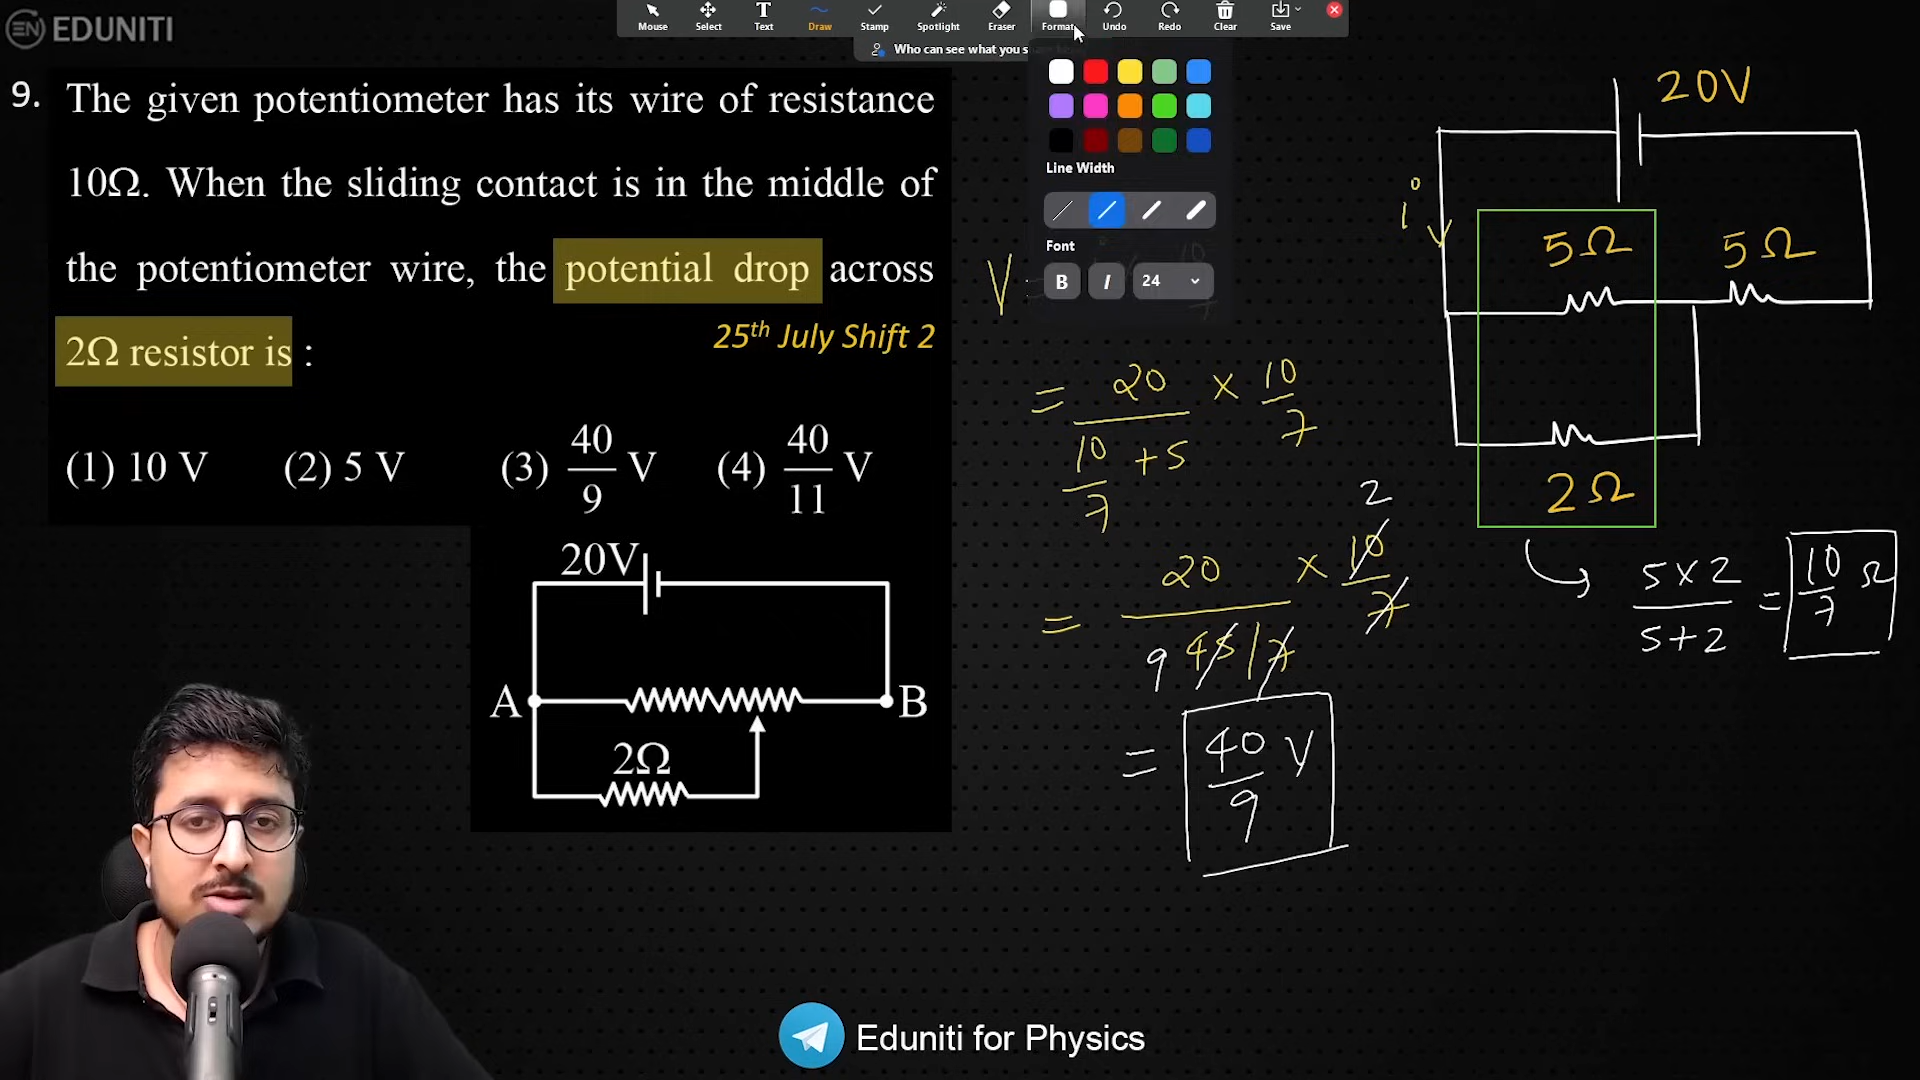 EN EDUNITI
Mouse Select Text Draw Stamp Spotlight Eraser Format Undo Redo Clear Save
Who can see what you s
Line Width
Font
B I 24
9. The given potentiometer has its wire of resistance
10Ω. When the sliding contact is in the middle of
the potentiometer wire, the potential drop across
2Ω resistor is :
25th July Shift 2
(1) 10 V (2) 5 V (3) 40/9 V (4) 40/11 V
20V
A
B
2Ω
V
= 20/(10/7 + 5) × 10/7
2
= 20/(45/7) × 10/7
9
= 40/9 V
20V
i
5Ω 5Ω
2Ω
5×2/5+2 = 10/7 Ω
Eduniti for Physics